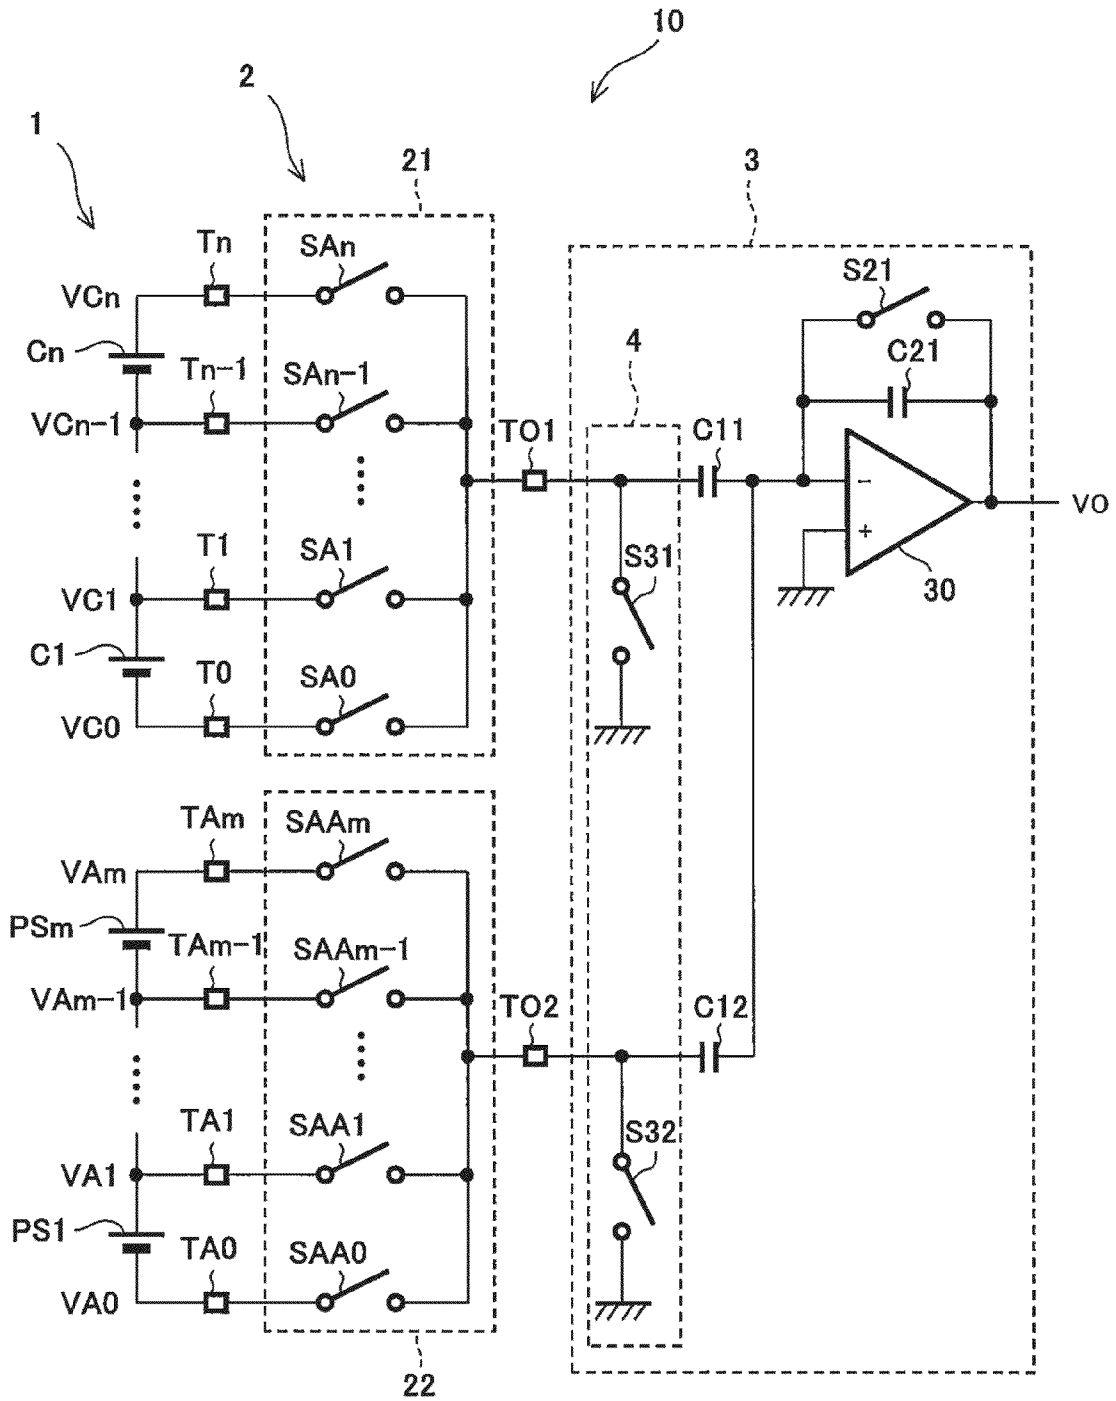 10
2
1
21
3
Tn
SAn
S21
VCn
4
C21
Cn
Tn-1
SAn-1
VCn-1
TO1
C11
VO
T1
SA1
S31
30
VC1
C1
T0
SA0
VC0
TAm
SAAm
VAm
PSm
TAm-1
SAAm-1
VAm-1
TO2
C12
TA1
SAA1
S32
VA1
PS1
TA0
SAA0
VA0
22